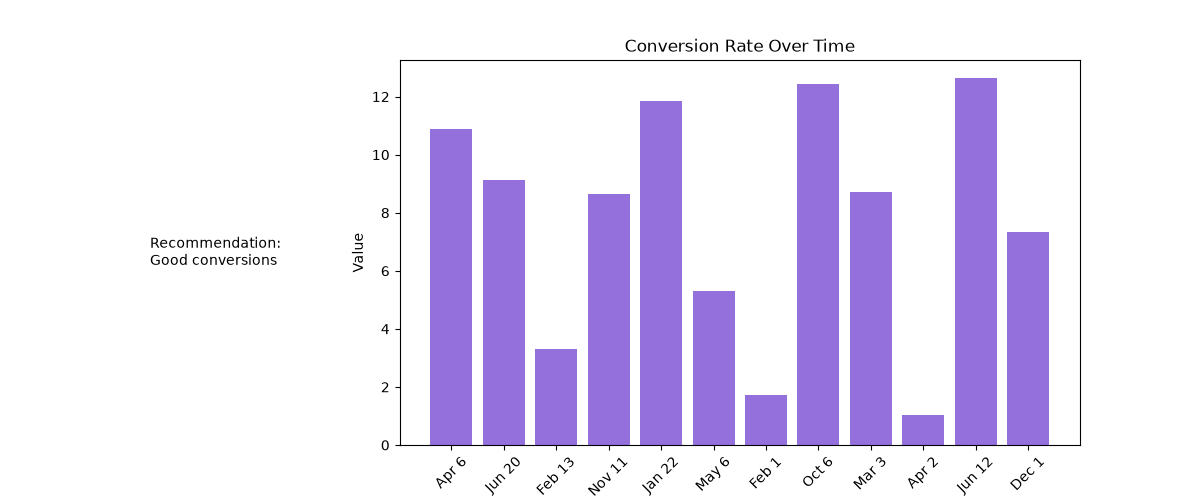 Conversion Rate Over Time
Recommendation:
Good conversions
Value
12
10
8
6
4
2
0
Apr 6
Jun 20
Feb 13
Nov 11
Jan 22
May 6
Feb 1
Oct 6
Mar 3
Apr 2
Jun 12
Dec 1